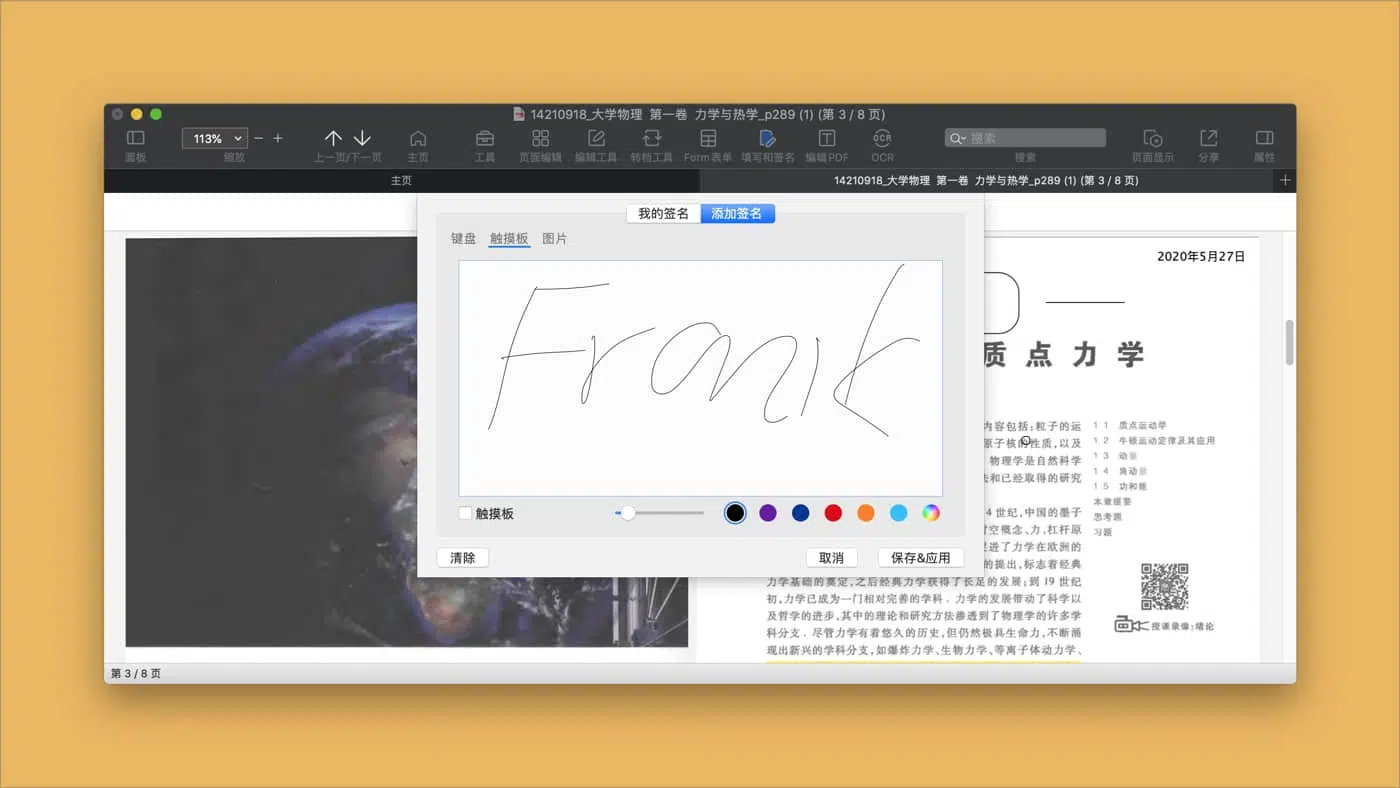 14210918_大学物理 第一卷 力学与热学_p289 (1) (第 3 / 8 页)
113%
搜索
面板 缩放 上一页/下一页 主页 工具 页面编辑 编辑工具 转档工具 Form表单 填写和签名 编辑PDF OCR 搜索 页面显示 分享 属性
主页
14210918_大学物理 第一卷 力学与热学_p289 (1) (第 3 / 8 页)
我的签名 添加签名
键盘 触摸板 图片
Frank
触摸板
清除 取消 保存&应用
2020年5月27日
质点力学
内容包括:粒子的运
原子核的性质,以及
物理学是自然科学
法和已经取得的研究
4 世纪,中国的墨子
时空概念、力、杠杆原
促进了力学在欧洲的
的提出,标志着经典
力学基础的奠定,之后经典力学获得了长足的发展;到 19 世纪
初,力学已成为一门相对完善的学科.力学的发展带动了科学以
及哲学的进步,其中的理论和研究方法渗透到了物理学的许多学
科分支.尽管力学有着悠久的历史,但仍然极具生命力,不断涌
现出新兴的学科分支,如爆炸力学、生物力学、等离子体动力学、
1 1 质点运动学
1 2 牛顿运动定律及其应用
1 3 动量
1 4 角动量
1 5 功和能
本章提要
思考题
习题
授课录像:绪论
第 3 / 8 页